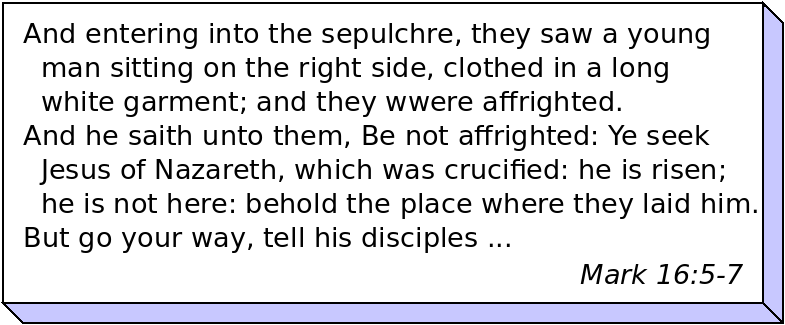 And entering into the sepulchre, they saw a young
man sitting on the right side, clothed in a long
white garment; and they wwere affrighted.
And he saith unto them, Be not affrighted: Ye seek
Jesus of Nazareth, which was crucified: he is risen;
he is not here: behold the place where they laid him.
But go your way, tell his disciples ...
Mark 16:5-7